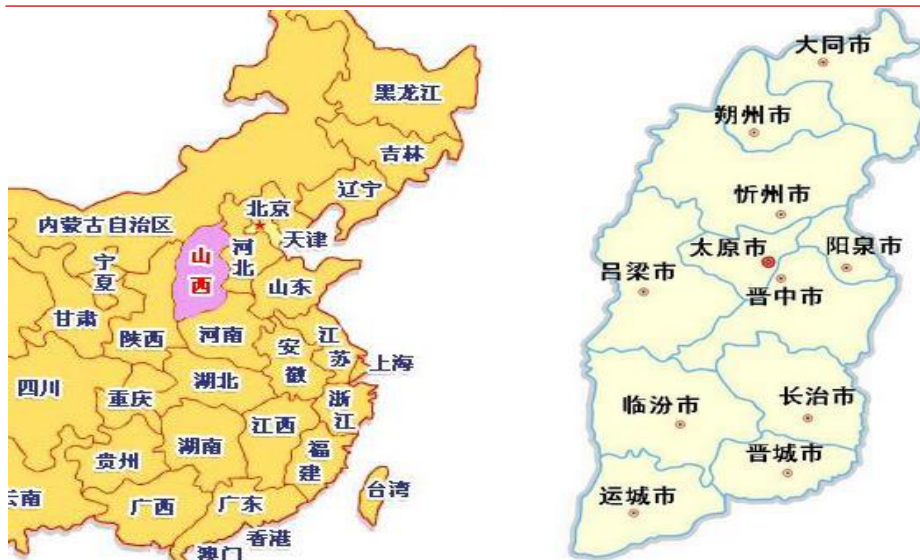 黑龙江
吉林
辽宁
北京
内蒙古自治区
天津
河北
山西
宁夏
山东
甘肃
陕西
河南
江苏
安徽
上海
四川
重庆
湖北
浙江
江西
湖南
贵州
福建
台湾
云南
广西
广东
香港
澳门
大同市
朔州市
忻州市
太原市
阳泉市
吕梁市
晋中市
长治市
临汾市
晋城市
运城市